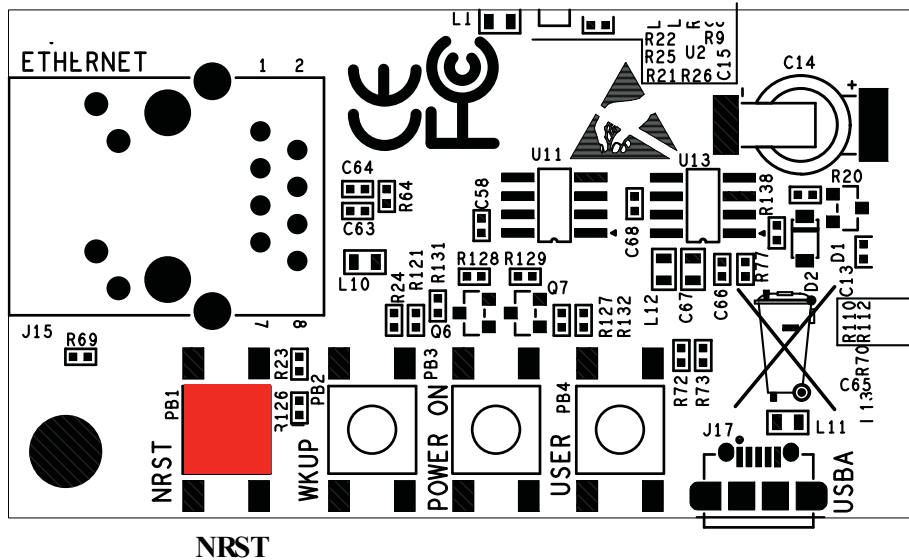 L1
R22
R9
R25
U2
C15
R21
R26
ETHERNET
1 2
CE
FC
C14
- +
U11
U13
C64
R64
C63
C58
C68
R138
R20
L10
R24
R121
R131
R128
R129
Q6
Q7
R127
R132
L12
C67
C66
R77
D2
D1
C13
R110
R112
J15
7 8
R69
PB1
R23
R126
PB2
PB3
PB4
R72
R73
R70
C65
L11
J17
NRST
WKUP
POWER ON
USER
USBA
NRST